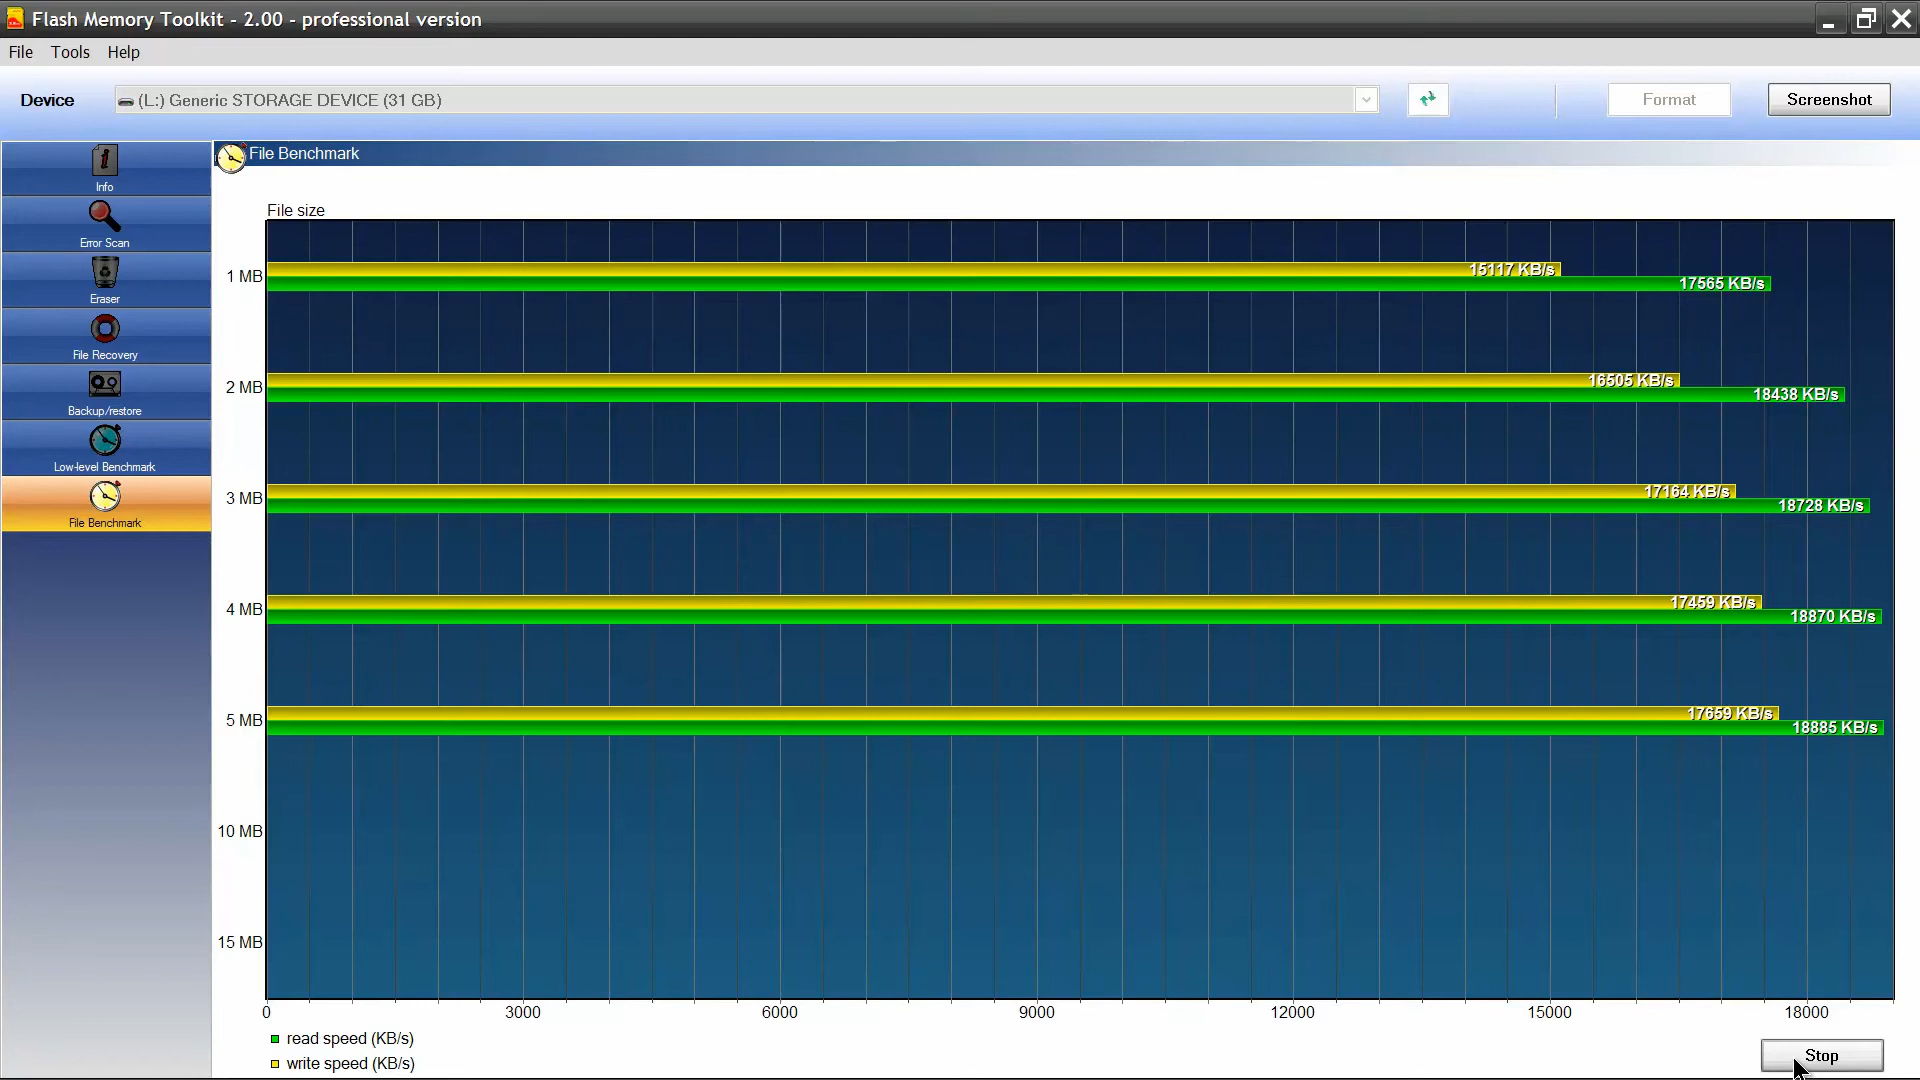 Flash Memory Toolkit - 2.00 - professional version
File Tools Help
Device (L:) Generic STORAGE DEVICE (31 GB) Format Screenshot
Info
Error Scan
Eraser
File Recovery
Backup/restore
Low-level Benchmark
File Benchmark
File Benchmark
File size
1 MB 15117 KB/s
17565 KB/s
2 MB 16505 KB/s
18438 KB/s
3 MB 17164 KB/s
18728 KB/s
4 MB 17459 KB/s
18870 KB/s
5 MB 17659 KB/s
18885 KB/s
10 MB
15 MB
0 3000 6000 9000 12000 15000 18000
read speed (KB/s)
write speed (KB/s)
Stop